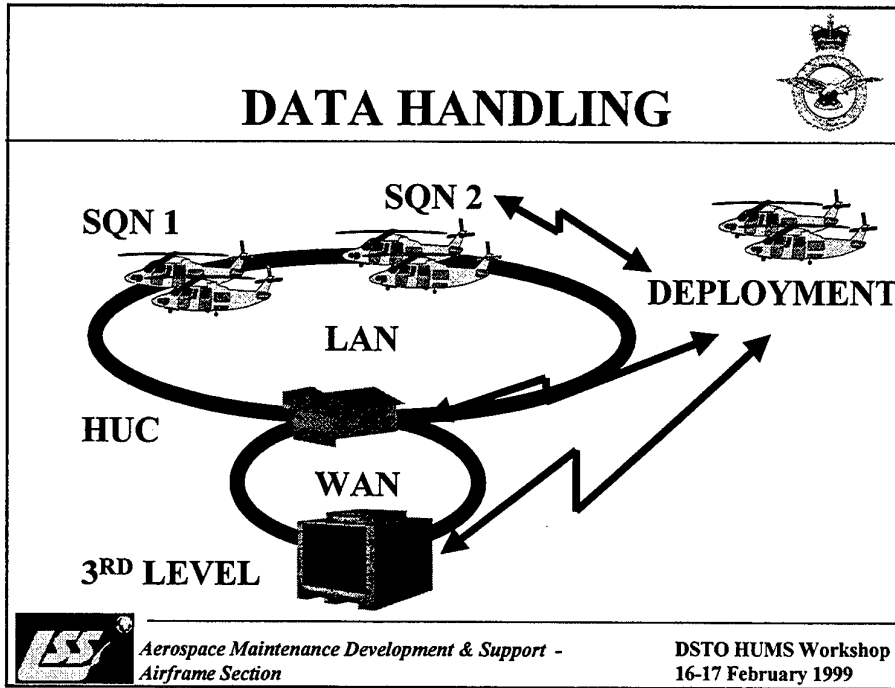 DATA HANDLING
SQN 1
SQN 2
DEPLOYMENT
LAN
HUC
WAN
3RD LEVEL
LSS
Aerospace Maintenance Development & Support -
Airframe Section
DSTO HUMS Workshop
16-17 February 1999